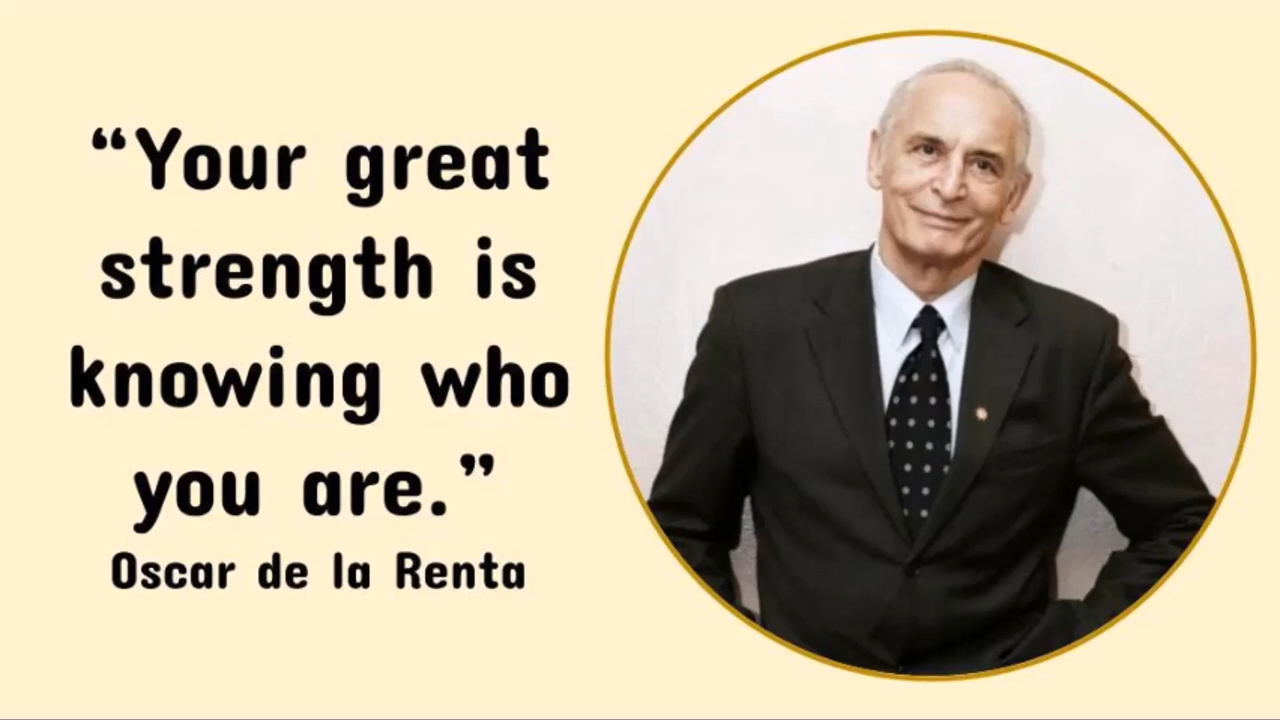 “Your great
strength is
knowing who
you are.”
Oscar de la Renta